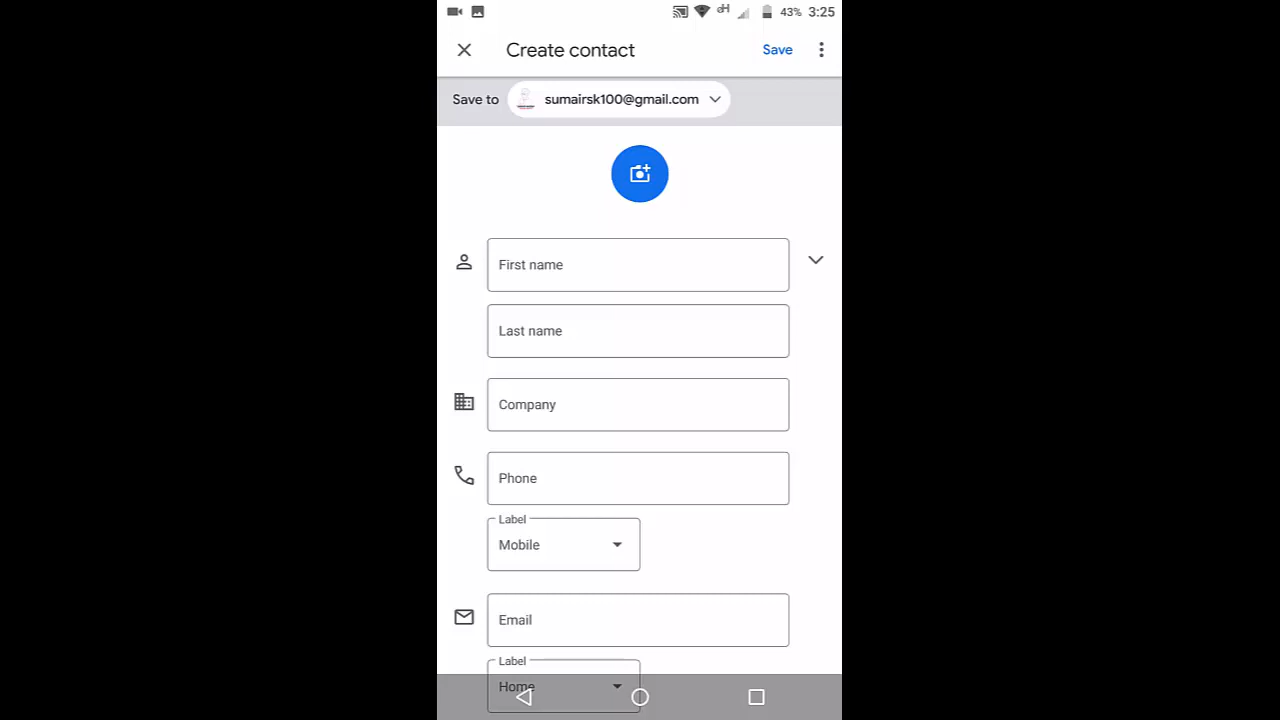 43% 3:25
Create contact Save
Save to sumairsk100@gmail.com
First name
Last name
Company
Phone
Label
Mobile
Email
Label
Home